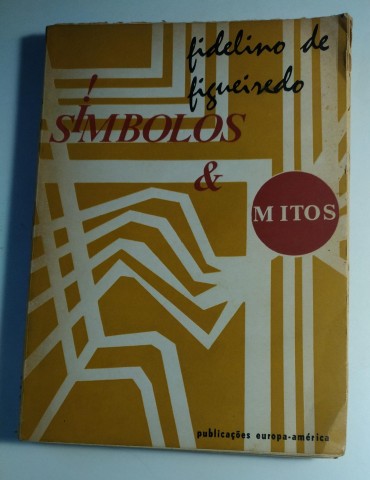 fidelino de
figueiredo
SÍMBOLOS
&
MITOS
publicações europa-américa